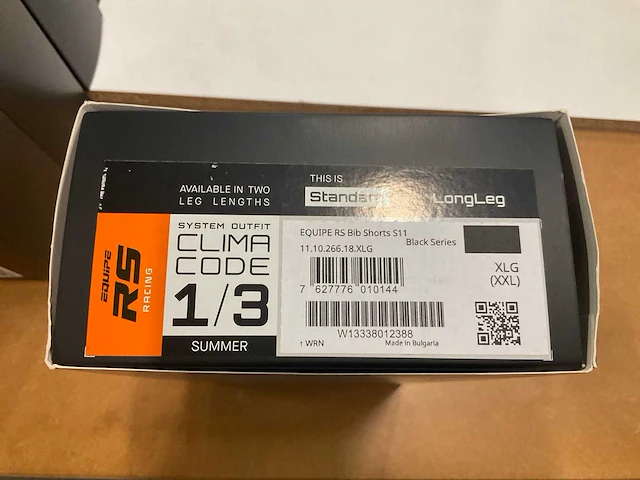 AVAILABLE IN TWO
LEG LENGTHS
THIS IS
Standard LongLeg
EQUIPE
RS
RACING
SYSTEM OUTFIT
CLIMA
CODE
1/3
SUMMER
EQUIPE RS Bib Shorts S11
Black Series
11.10.266.18.XLG
7 627776 010144
XLG
(XXL)
W13338012388
↑ WRN
Made in Bulgaria